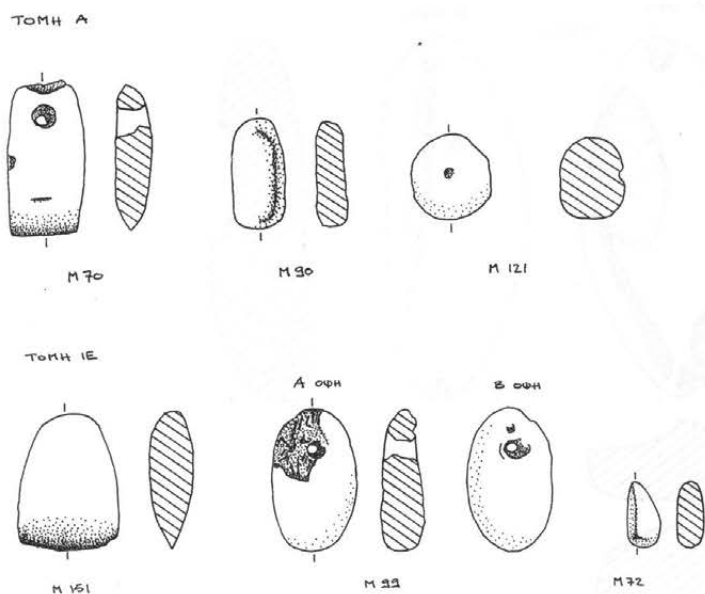 ΤΟΜΗ Α
Μ 70
Μ 90
Μ 121
ΤΟΜΗ ΙΕ
Α ΟΨΗ
Β ΟΨΗ
Μ 151
Μ 99
Μ 72